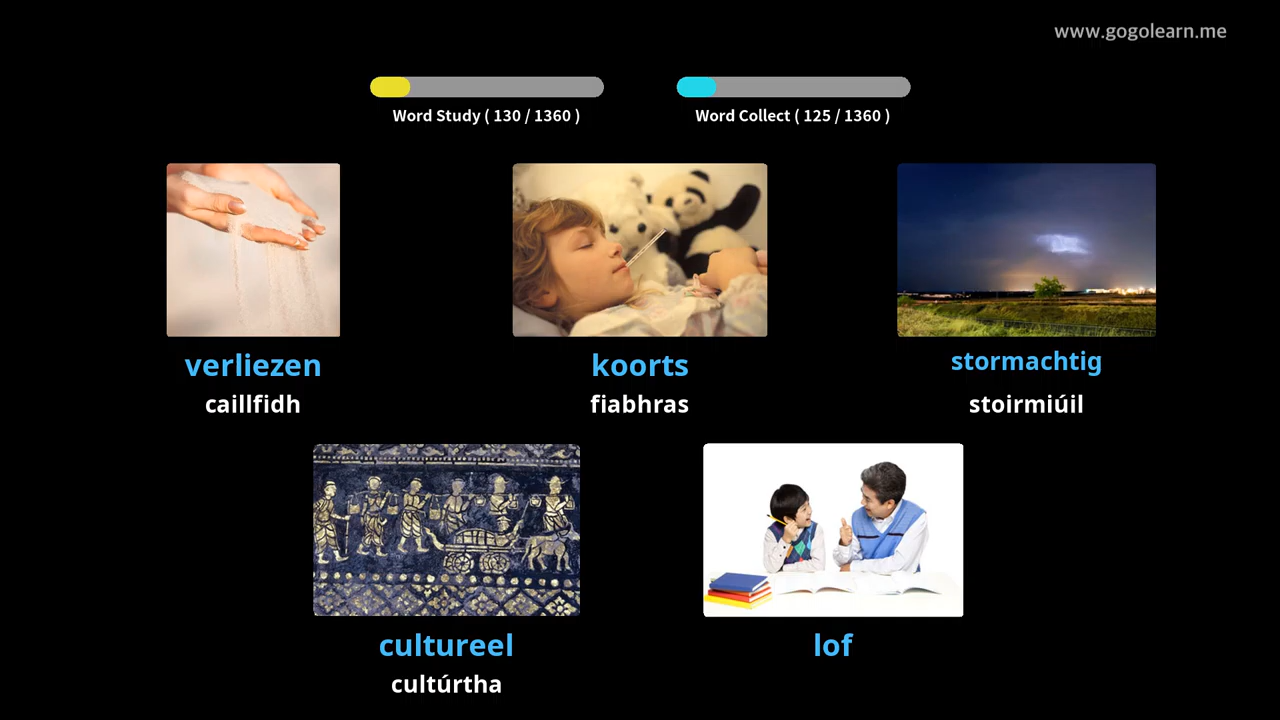 www.gogolearn.me
Word Study ( 130 / 1360 )
Word Collect ( 125 / 1360 )
verliezen
caillfidh
koorts
fiabhras
stormachtig
stoirmiúil
cultureel
cultúrtha
lof